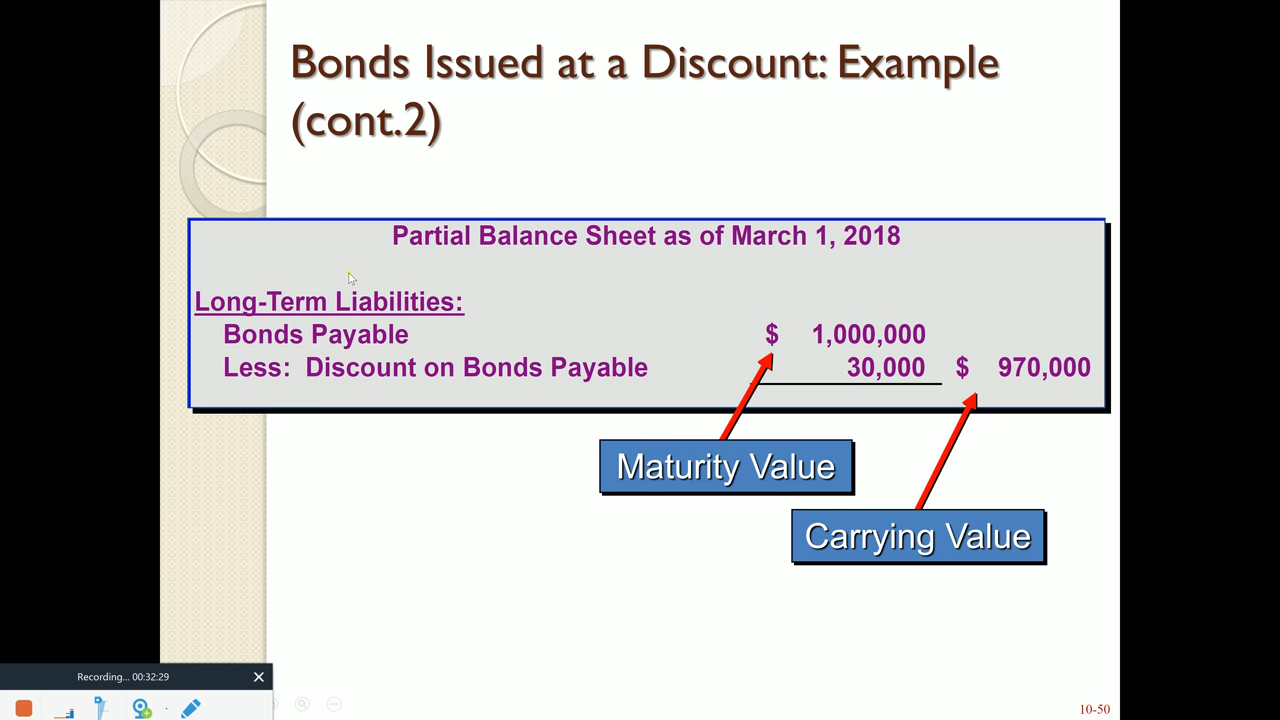 Bonds Issued at a Discount: Example
(cont.2)
Partial Balance Sheet as of March 1, 2018
Long-Term Liabilities:
Bonds Payable $ 1,000,000
Less: Discount on Bonds Payable 30,000 $ 970,000
Maturity Value
Carrying Value
Recording... 00:32:29
10-50